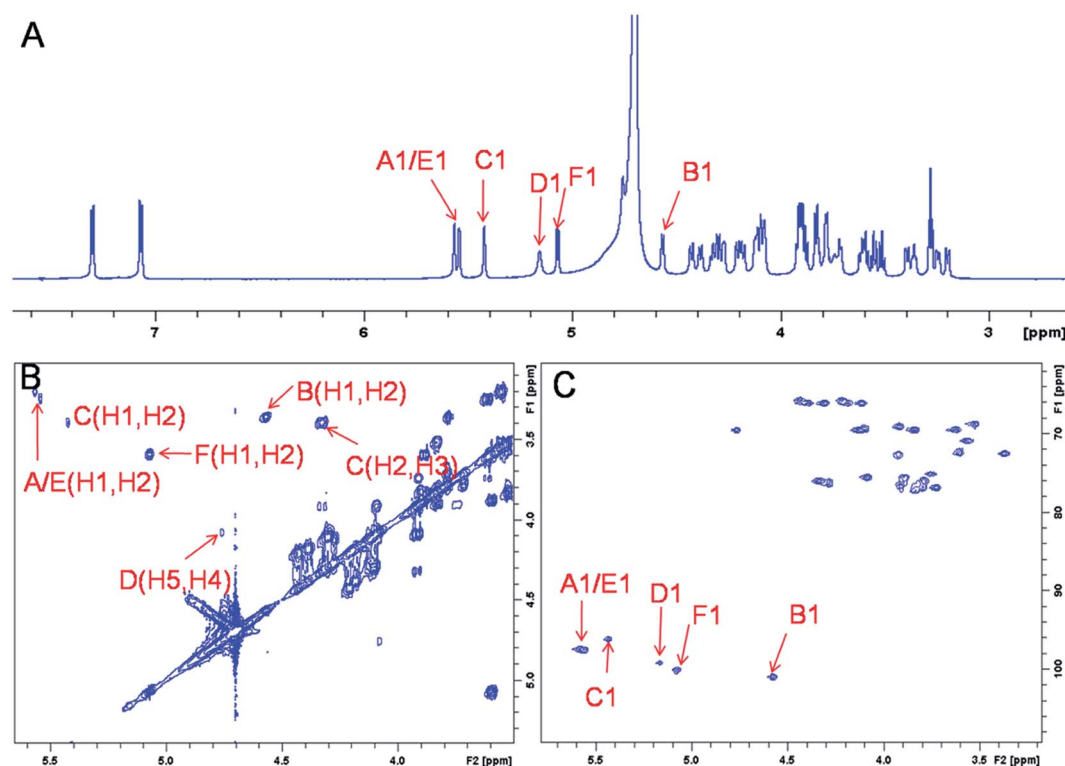 A
A1/E1
C1
D1
F1
B1
7
6
5
4
3
[ppm]
B
B(H1,H2)
C(H1,H2)
F(H1,H2)
C(H2,H3)
A/E(H1,H2)
D(H5,H4)
F1 [ppm]
3.5
4.0
4.5
5.0
5.5
5.0
4.5
4.0
F2 [ppm]
C
A1/E1
D1
F1
B1
C1
F1 [ppm]
70
80
90
100
5.5
5.0
4.5
4.0
3.5
F2 [ppm]